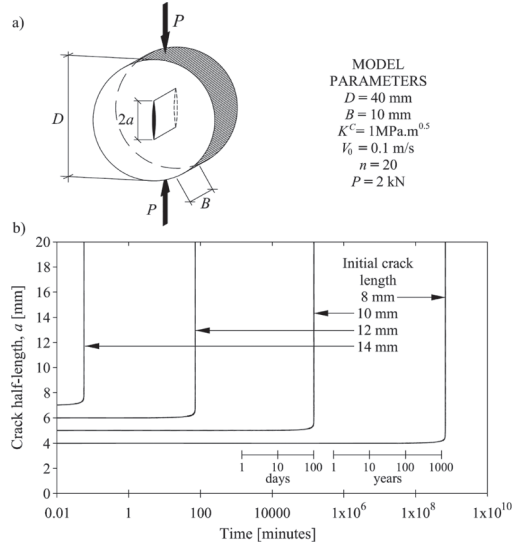 a)
P
D
2a
P
B
MODEL
PARAMETERS
D = 40 mm
B = 10 mm
K^C = 1MPa.m^0.5
V₀ = 0.1 m/s
n = 20
P = 2 kN
b)
Crack half-length, a [mm]
20
18
16
14
12
10
8
6
4
2
0
Initial crack
length
8 mm
10 mm
12 mm
14 mm
1 10 100
days
1 10 100 1000
years
0.01 1 100 10000 1x10^6 1x10^8 1x10^10
Time [minutes]